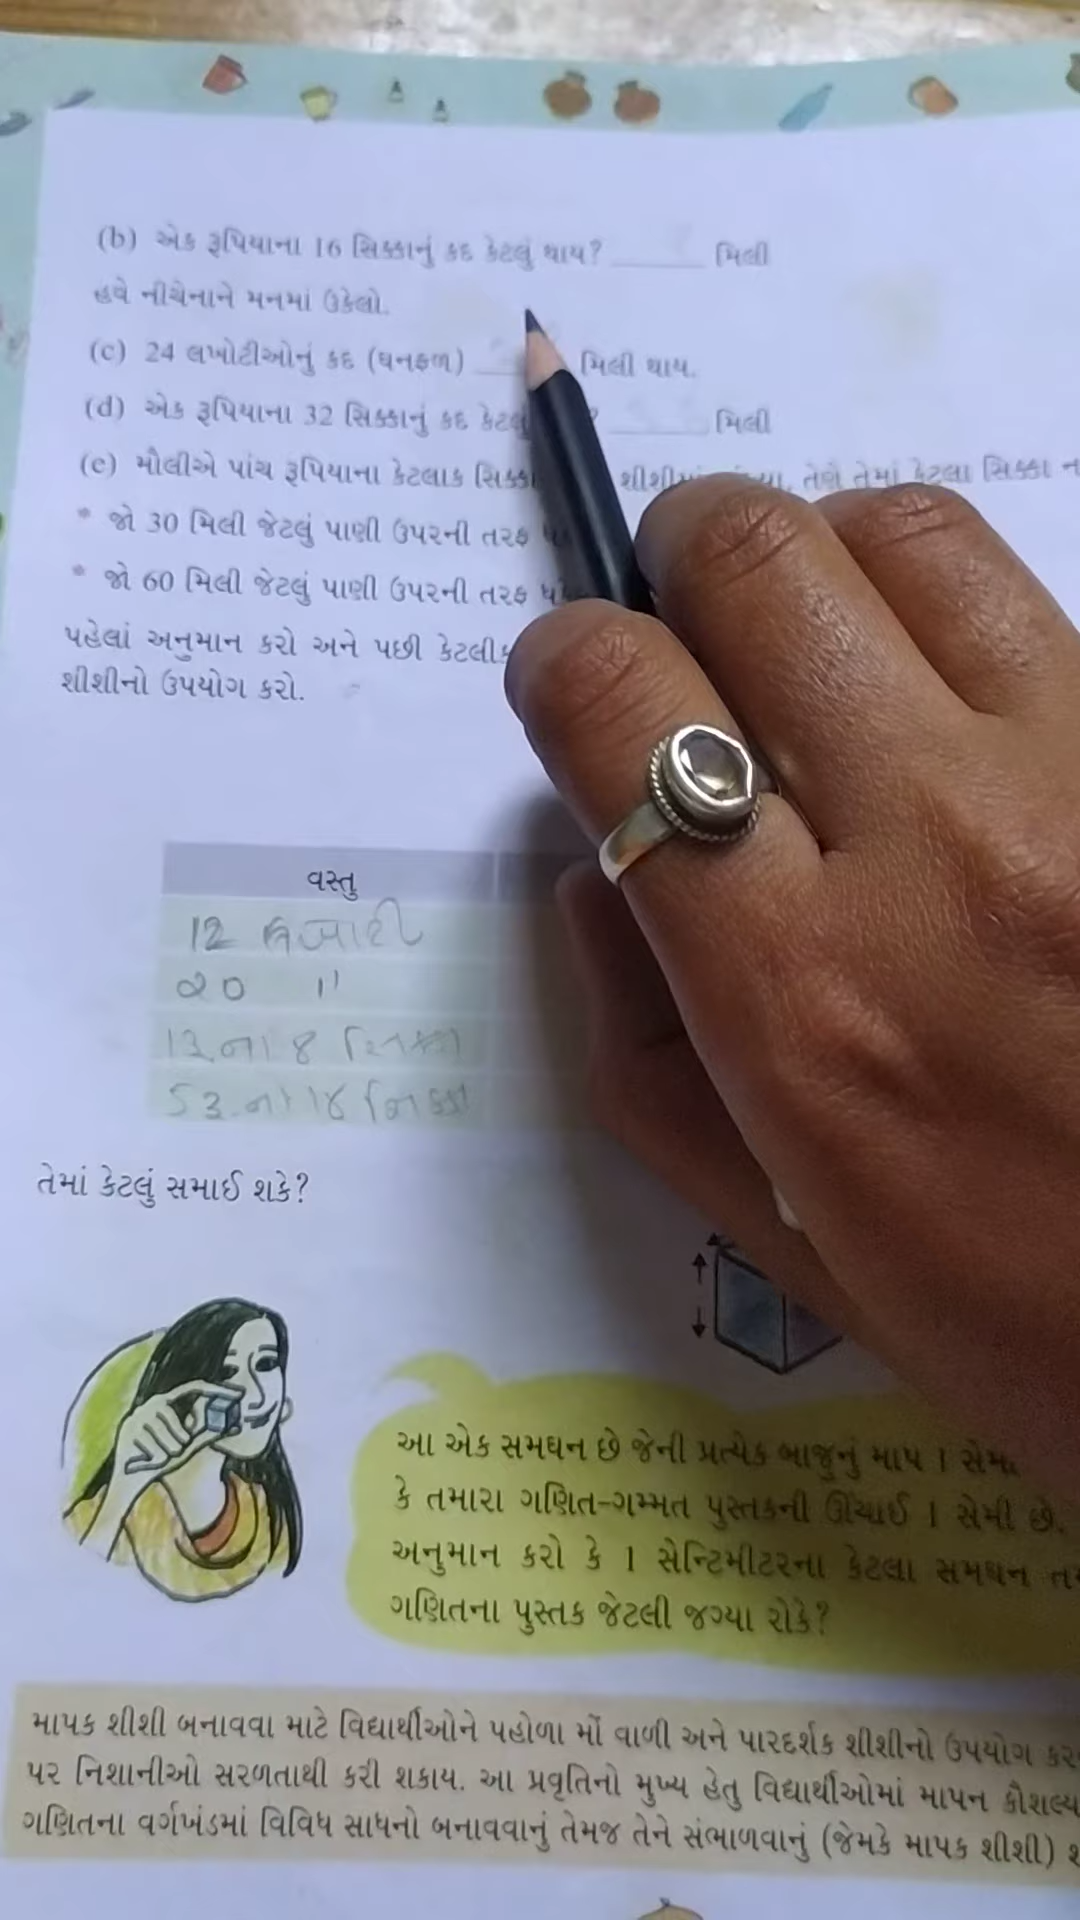 (b) એક રૂપિયાના 16 સિક્કાનું કદ કેટલું થાય? ______ મિલી
હવે નીચેનાને મનમાં ઉકેલો.
(c) 24 લખોટીઓનું કદ (ઘનફળ) ___ મિલી થાય.
(d) એક રૂપિયાના 32 સિક્કાનું કદ કેટલું ? ______ મિલી
(e) મૌલીએ પાંચ રૂપિયાના કેટલાક સિક્કા તેણે તેમાં કેટલા સિક્કા
* જો 30 મિલી જેટલું પાણી ઉપરની તરફ
* જો 60 મિલી જેટલું પાણી ઉપરની તરફ
પહેલાં અનુમાન કરો અને પછી
શીશીનો ઉપયોગ કરો.
વસ્તુ
12
૨૦ "
તેમાં કેટલું સમાઈ શકે?
આ એક સમઘન છે જેની પ્રત્યેક બાજુનું માપ 1 સેમી
કે તમારા ગણિત-ગમ્મત પુસ્તકની ઊંચાઈ 1 સેમી છે.
અનુમાન કરો કે 1 સેન્ટિમીટરના કેટલા સમઘન
ગણિતના પુસ્તક જેટલી જગ્યા રોકે?
માપક શીશી બનાવવા માટે વિદ્યાર્થીઓને પહોળા મોં વાળી અને પારદર્શક શીશીનો ઉપયોગ
પર નિશાનીઓ સરળતાથી કરી શકાય. આ પ્રવૃતિનો મુખ્ય હેતુ વિદ્યાર્થીઓમાં માપન કૌશલ્ય
ગણિતના વર્ગખંડમાં વિવિધ સાધનો બનાવવાનું તેમજ તેને સંભાળવાનું (જેમકે માપક શીશી)